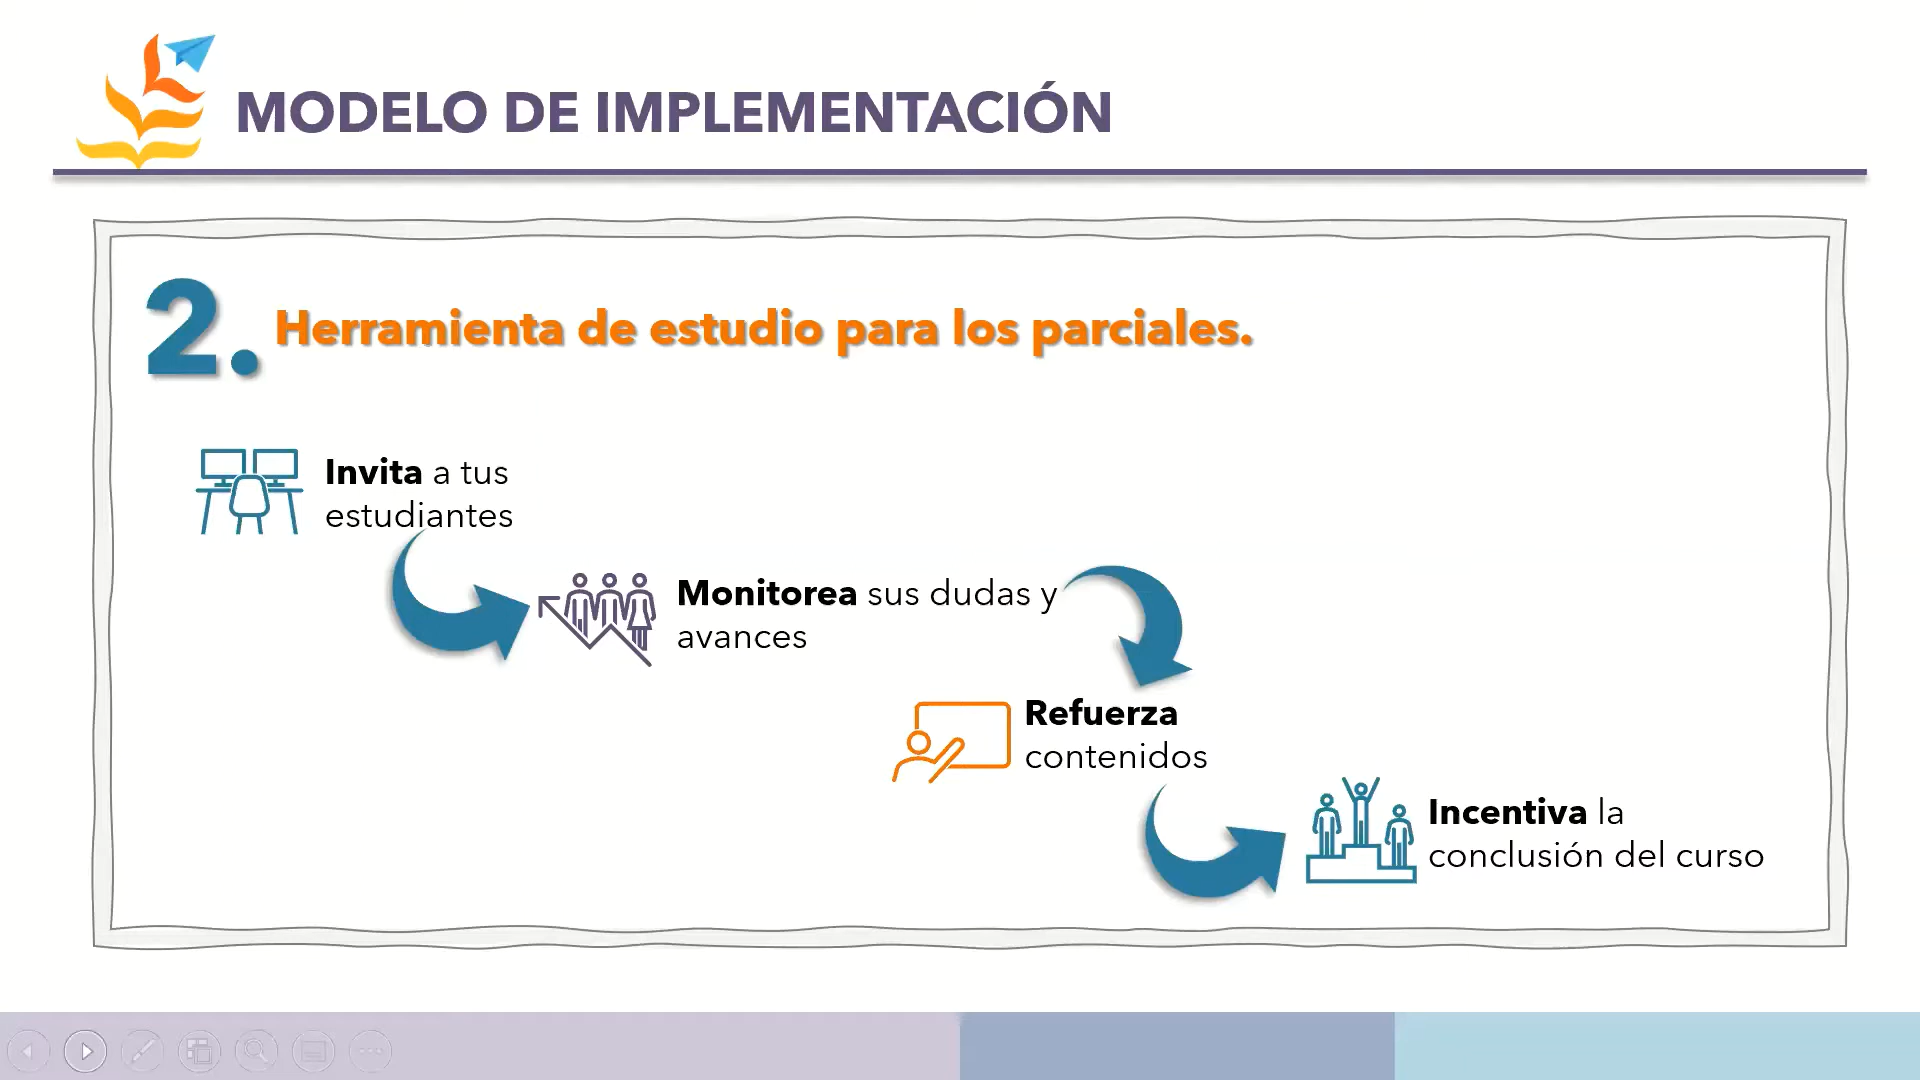 MODELO DE IMPLEMENTACIÓN
2. Herramienta de estudio para los parciales.
Invita a tus
estudiantes
Monitorea sus dudas y
avances
Refuerza
contenidos
Incentiva la
conclusión del curso